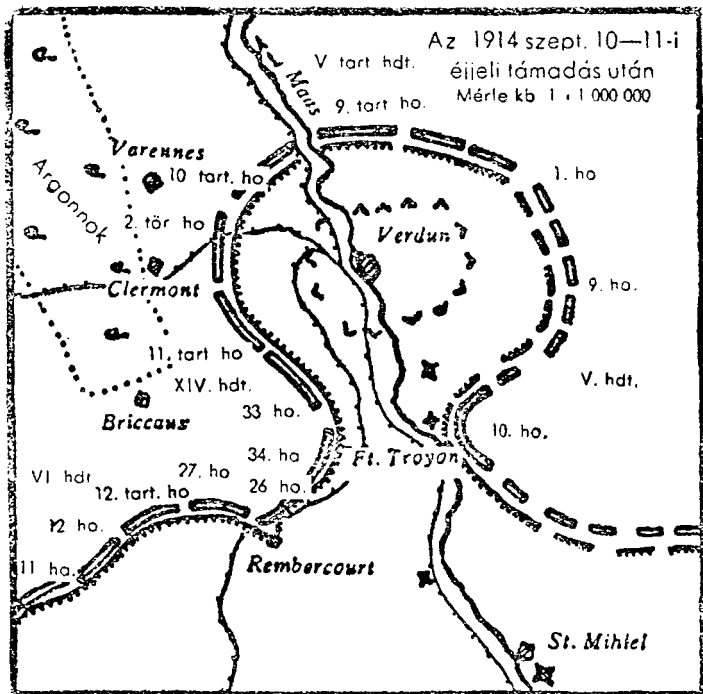 Az 1914 szept. 10—11-i
éjjeli támadás után
Mérle kb 1 : 1 000 000
V tart hdt.
9. tart ho.
Maas
Varennes
10 tart. ho
1. ho
Argonnok
2. tör ho
Verdun
Clermont
9. ho.
11. tart ho
XIV. hdt.
V. hdt.
Briccaus
33 ho.
10. ho.
34. ha
Ft. Troyon
VI hdt
27. ho
26 ho.
12. tart. ho
12 ho.
11 ho.
Rembercourt
St. Mihiel